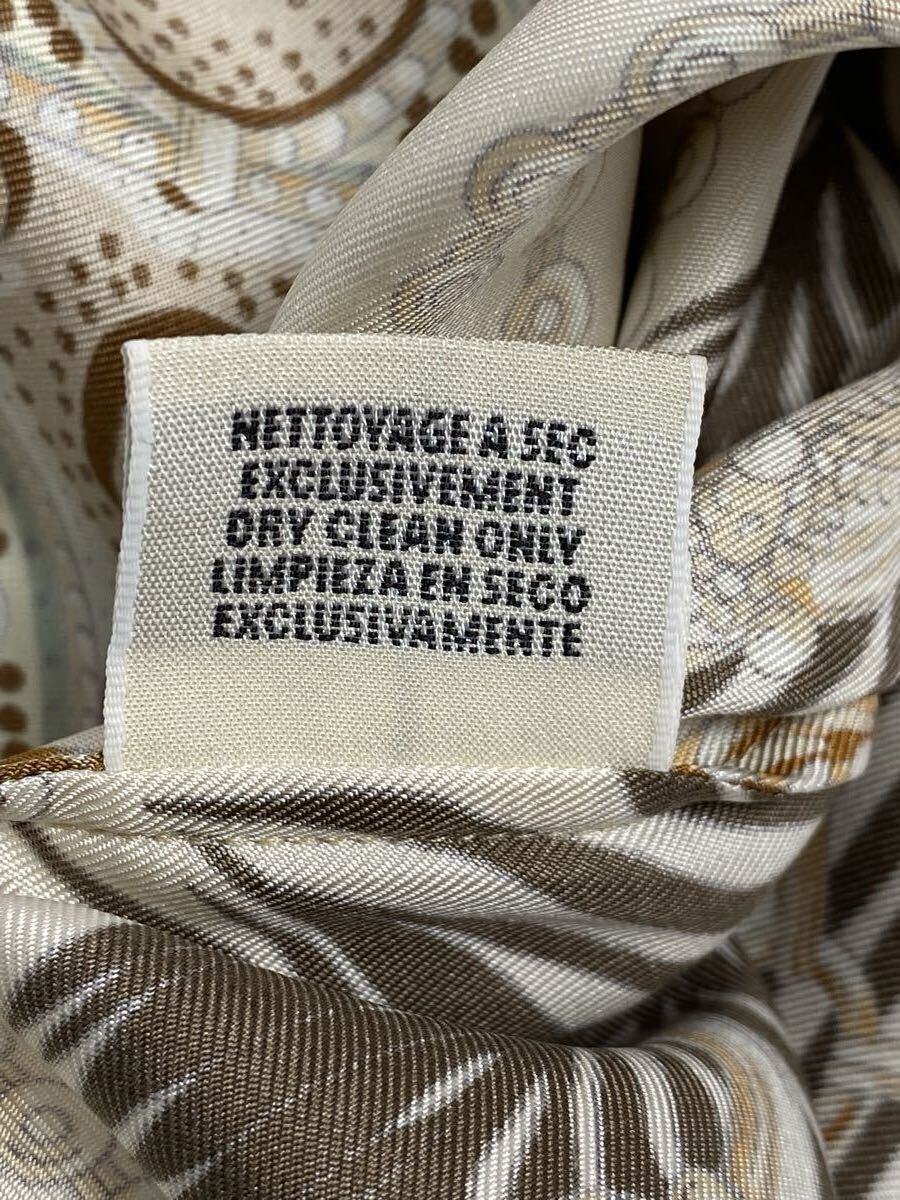 NETTOYAGE A SEC
EXCLUSIVEMENT
DRY CLEAN ONLY
LIMPIEZA EN SECO
EXCLUSIVAMENTE